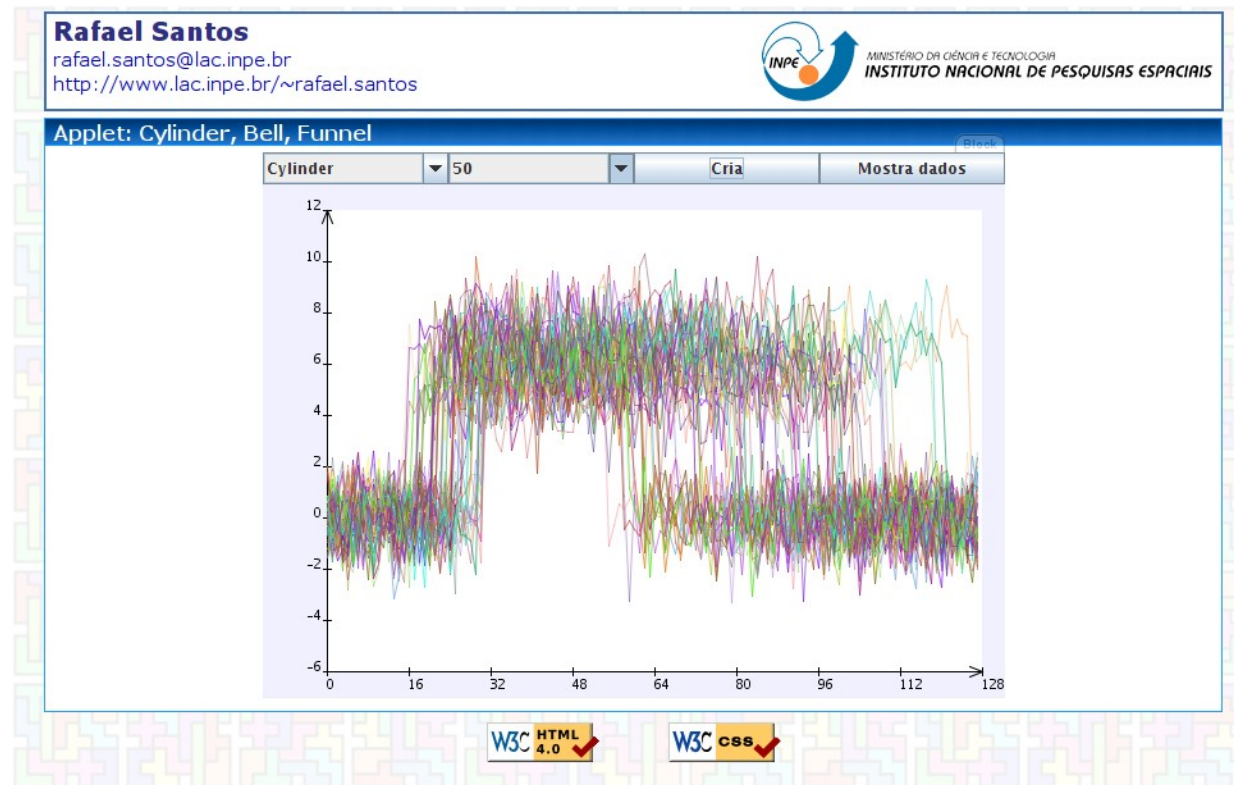 Rafael Santos
rafael.santos@lac.inpe.br
http://www.lac.inpe.br/~rafael.santos
INPE
MINISTÉRIO DA CIÊNCIA E TECNOLOGIA
INSTITUTO NACIONAL DE PESQUISAS ESPACIAIS
Applet: Cylinder, Bell, Funnel
Block
Cylinder 50 Cria Mostra dados
12
10
8
6
4
2
0
-2
-4
-6
0 16 32 48 64 80 96 112 128
W3C HTML 4.0
W3C css